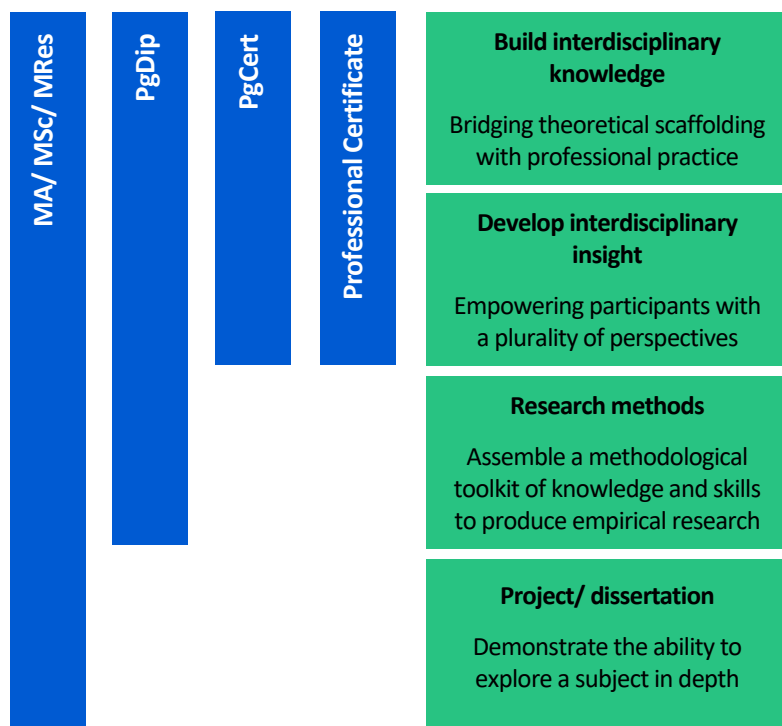 MA/ MSc/ MRes
PgDip
PgCert
Professional Certificate
Build interdisciplinary
knowledge
Bridging theoretical scaffolding
with professional practice
Develop interdisciplinary
insight
Empowering participants with
a plurality of perspectives
Research methods
Assemble a methodological
toolkit of knowledge and skills
to produce empirical research
Project/ dissertation
Demonstrate the ability to
explore a subject in depth